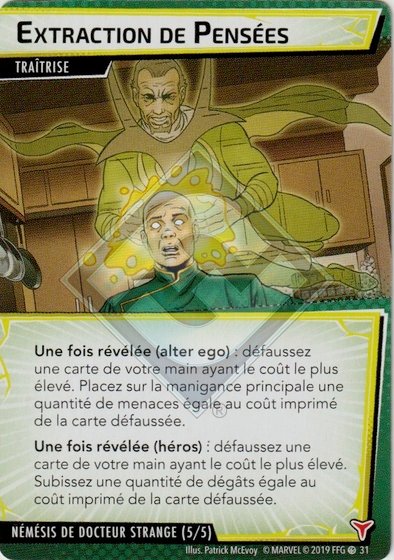 Extraction de Pensées
TRAÎTRISE
Une fois révélée (alter ego) : défaussez
une carte de votre main ayant le coût le plus
élevé. Placez sur la manigance principale une
quantité de menaces égale au coût imprimé
de la carte défaussée.
Une fois révélée (héros) : défaussez une
carte de votre main ayant le coût le plus élevé.
Subissez une quantité de dégâts égale au
coût imprimé de la carte défaussée.
NÉMÉSIS DE DOCTEUR STRANGE (5/5)
Illus. Patrick McEvoy © MARVEL © 2019 FFG 31